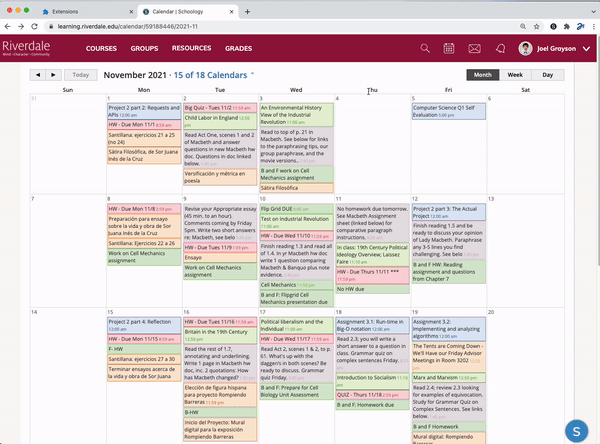 Extensions
Calendar | Schoology
learning.riverdale.edu/calendar/59188446/2021-11
Riverdale
Mind • Character • Community
COURSES
GROUPS
RESOURCES
GRADES
Joel Grayson
Today
November 2021 · 15 of 18 Calendars
Month
Week
Day
Sun
Mon
Tue
Wed
Thu
Fri
Sat
31
1
Project 2 part 2: Requests and
APIs 12:00 am
HW - Due Mon 11/1 8:59 am
Santillana: ejercicios 21 a 25
(no 24)
Sátira Filosófica, de Sor Juana
Inés de la Cruz
2
Big Quiz - Tues 11/2 11:59 am
Child Labor in England 12:00
pm
Read Act One, scenes 1 and 2
of Macbeth and answer
questions in new Macbeth hw
doc. Questions in doc linked
below.
Versificación y métrica en
poesía
3
An Environmental History
View of the Industrial
Revolution 11:00 am
Read to top of p. 21 in
Macbeth. See below for links
to the paraphrasing tips, our
group paraphrase, and the
movie versions..
B and F work on Cell
Mechanics assignment
Sátira Filosófica
4
5
Computer Science Q1 Self
Evaluation 5:00 pm
6
7
8
HW - Due Mon 11/8 8:59 pm
Preparación para ensayo
sobre la vida y obra de Sor
Juana Inés de la Cruz
Santillana: Ejercicios 22 a 26
Work on Cell Mechanics
assignment
9
Revise your Appropriate essay
(45 min. to an hour).
Comments coming by Friday
5pm. Write two short answers
re: Macbeth, see belo
HW - Due Tues 11/9 1:59 pm
Ensayo
Work on Cell Mechanics
assignment
10
Flip Grid DUE
Test on Industrial Revolution
11:00 am
HW - Due Wed 11/10 11:59 am
Finish reading 1.3 and read all
of 1.4. In yr Macbeth hw doc
write 1 question comparing
Macbeth & Banquo plus note
evidence.
Cell Mechanics 11:59 pm
B and F: Flipgrid Cell
Mechanics presentation due
11
No homework due tomorrow.
See Macbeth Assignment
sheet (linked below) for
comparative paragraph
instructions.
In class: 19th Century Political
Ideology Overview; Laissez
Faire 11:10 am
HW - Due Thurs 11/11 ***
11:59 pm
No HW due
12
Project 2 part 3: The Actual
Project 12:00 am
Finish reading 1.3 and be
ready to discuss your opinion
of Lady Macbeth. Paraphrase
any 3-5 lines you find
challenging. See belo
B and F HW: Reading
assignment and questions
from Chapter 7
13
14
15
Project 2 part 4: Reflection
12:00 am
HW - Due Mon 11/15 8:59 am
F- HW
Santillana: ejercicios 27 a 30
Terminar ensayos acerca de
la vida y obra de Sor Juana
16
HW - Due Tues 11/16 1:59 pm
Britain in the 19th Century
12:50 pm
Read the rest of 1.7,
annotating and underlining.
Write 1 page in Macbeth hw
doc, inc. 2 quotations: How
has Macbeth changed?
Elección de figura hispana
para proyecto Rompiendo
Barreras 11:59 pm
B-HW
Inicio del Proyecto: Mural
digital para la exposición
Rompiendo Barreras
17
Political liberalism and the
Individual 11:00 am
HW - Due Wed 11/17 11:59 am
Read Act 2, scenes 1 & 2, to p.
61. What's up with the
daggers in both scenes? Be
ready to discuss. Grammar
quiz Friday.
B and F: Prepare for Cell
Biology Unit Assessment
18
Assignment 3.1: Run-time in
Big-O notation 12:00 am
Read 2.3; you will write a
short answer to a question in
class. Grammar quiz on
complex sentences Friday.
Introduction to Socialism 11:10
am
QUIZ - Thurs 11/18 2:59 pm
B and F: Homework due
19
Assignment 3.2:
Implementing and analyzing
algorithms 12:00 am
The Tents are Coming Down -
We'll Have our Friday Advisor
Meetings in Room 3202
Marx and Marxism 12:50 pm
Read 2.4; review 2.3 looking
for examples of equivocation.
Study for Grammar Quiz on
Complex Sentences. See links
below.
B and F Homework
Mural digital: Rompiendo
20
S